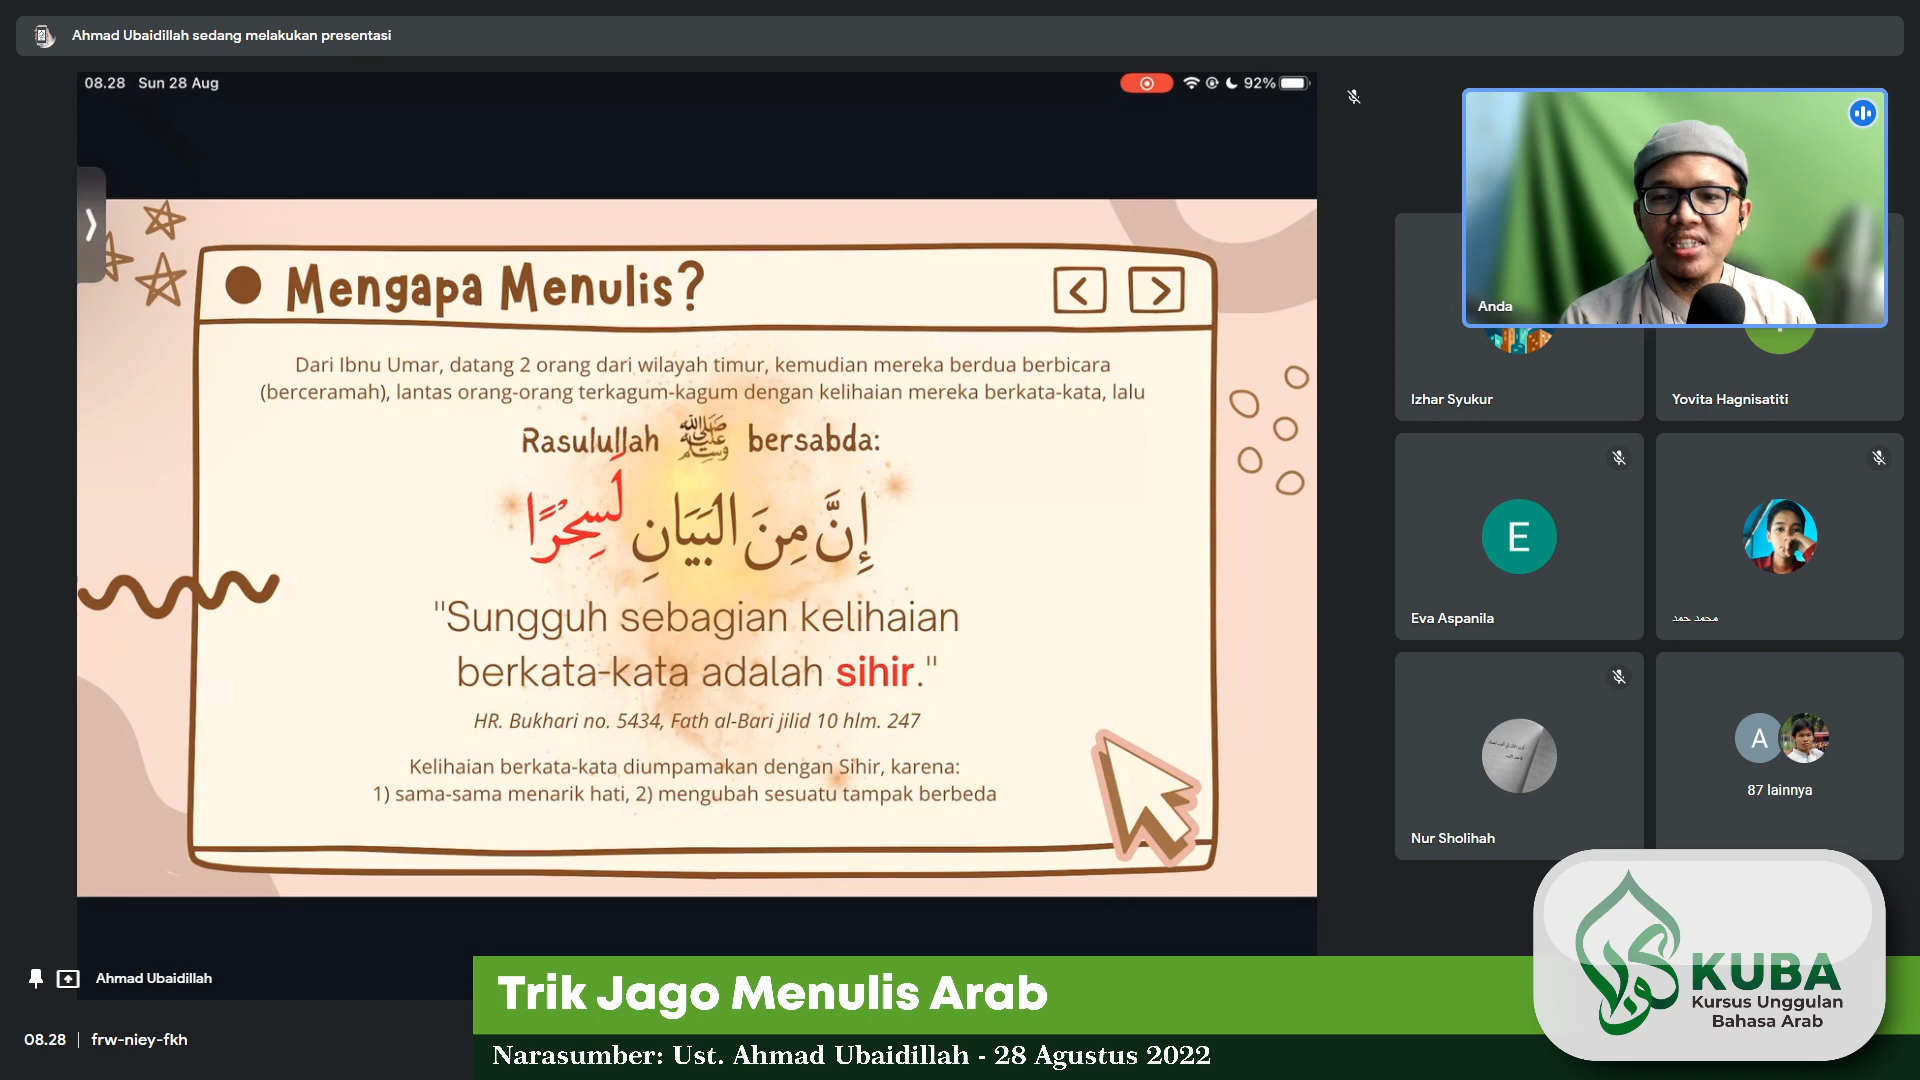 Ahmad Ubaidillah sedang melakukan presentasi
08.28 Sun 28 Aug
92%
Mengapa Menulis?
Dari Ibnu Umar, datang 2 orang dari wilayah timur, kemudian mereka berdua berbicara
(berceramah), lantas orang-orang terkagum-kagum dengan kelihaian mereka berkata-kata, lalu
Rasulullah ﷺ bersabda:
إِنَّ مِنَ البَيَانِ لَسِحْرًا
"Sungguh sebagian kelihaian
berkata-kata adalah sihir."
HR. Bukhari no. 5434, Fath al-Bari jilid 10 hlm. 247
Kelihaian berkata-kata diumpamakan dengan Sihir, karena:
1) sama-sama menarik hati, 2) mengubah sesuatu tampak berbeda
Anda
Izhar Syukur
Yovita Hagnisatiti
E
Eva Aspanila
محمد حمد
Nur Sholihah
A
87 lainnya
Ahmad Ubaidillah
08.28 | frw-niey-fkh
Trik Jago Menulis Arab
Narasumber: Ust. Ahmad Ubaidillah - 28 Agustus 2022
KUBA
Kursus Unggulan
Bahasa Arab